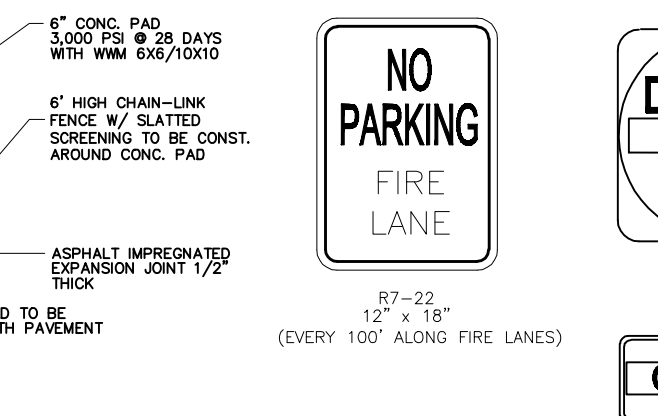 6" CONC. PAD
3,000 PSI @ 28 DAYS
WITH WWM 6X6/10X10
6' HIGH CHAIN-LINK
FENCE W/ SLATTED
SCREENING TO BE CONST.
AROUND CONC. PAD
ASPHALT IMPREGNATED
EXPANSION JOINT 1/2"
THICK
TO BE
PAVEMENT
NO
PARKING
FIRE
LANE
R7-22
12" x 18"
(EVERY 100' ALONG FIRE LANES)